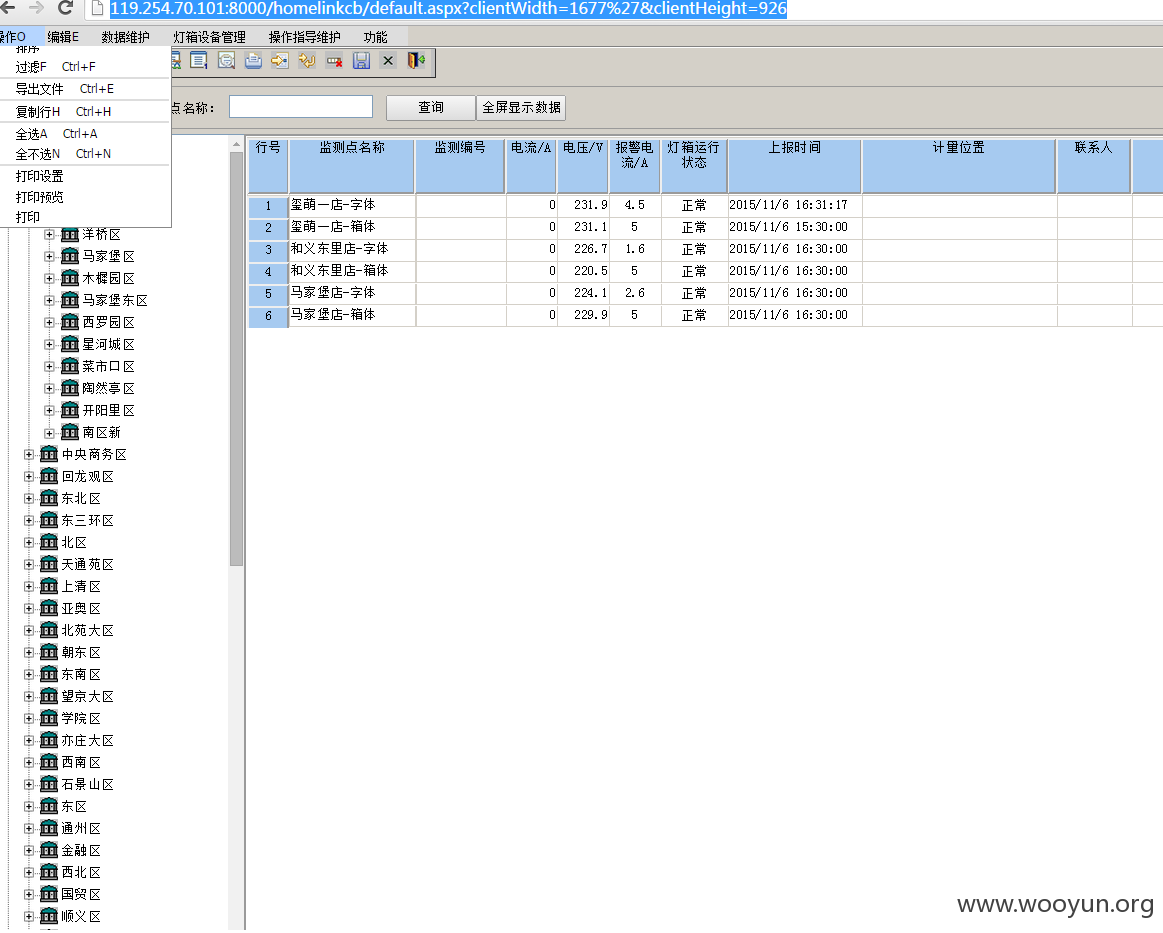 119.254.70.101:8000/homelinkcb/default.aspx?clientWidth=1677%27&clientHeight=926
操作O 编辑E 数据维护 灯箱设备管理 操作指导维护 功能
排序
过滤F Ctrl+F
导出文件 Ctrl+E
复制行H Ctrl+H
全选A Ctrl+A
全不选N Ctrl+N
打印设置
打印预览
打印
点名称： 查询 全屏显示数据
行号 监测点名称 监测编号 电流/A 电压/V 报警电流/A 灯箱运行状态 上报时间 计量位置 联系人
1 玺萌一店-字体 0 231.9 4.5 正常 2015/11/6 16:31:17
2 玺萌一店-箱体 0 231.1 5 正常 2015/11/6 15:30:00
3 和义东里店-字体 0 226.7 1.6 正常 2015/11/6 16:30:00
4 和义东里店-箱体 0 220.5 5 正常 2015/11/6 16:30:00
5 马家堡店-字体 0 224.1 2.6 正常 2015/11/6 16:30:00
6 马家堡店-箱体 0 229.9 5 正常 2015/11/6 16:30:00
洋桥区
马家堡区
木樨园区
马家堡东区
西罗园区
星河城区
菜市口区
陶然亭区
开阳里区
南区新
中央商务区
回龙观区
东北区
东三环区
北区
天通苑区
上清区
亚奥区
北苑大区
朝东区
东南区
望京大区
学院区
亦庄大区
西南区
石景山区
东区
通州区
金融区
西北区
国贸区
顺义区
www.wooyun.org